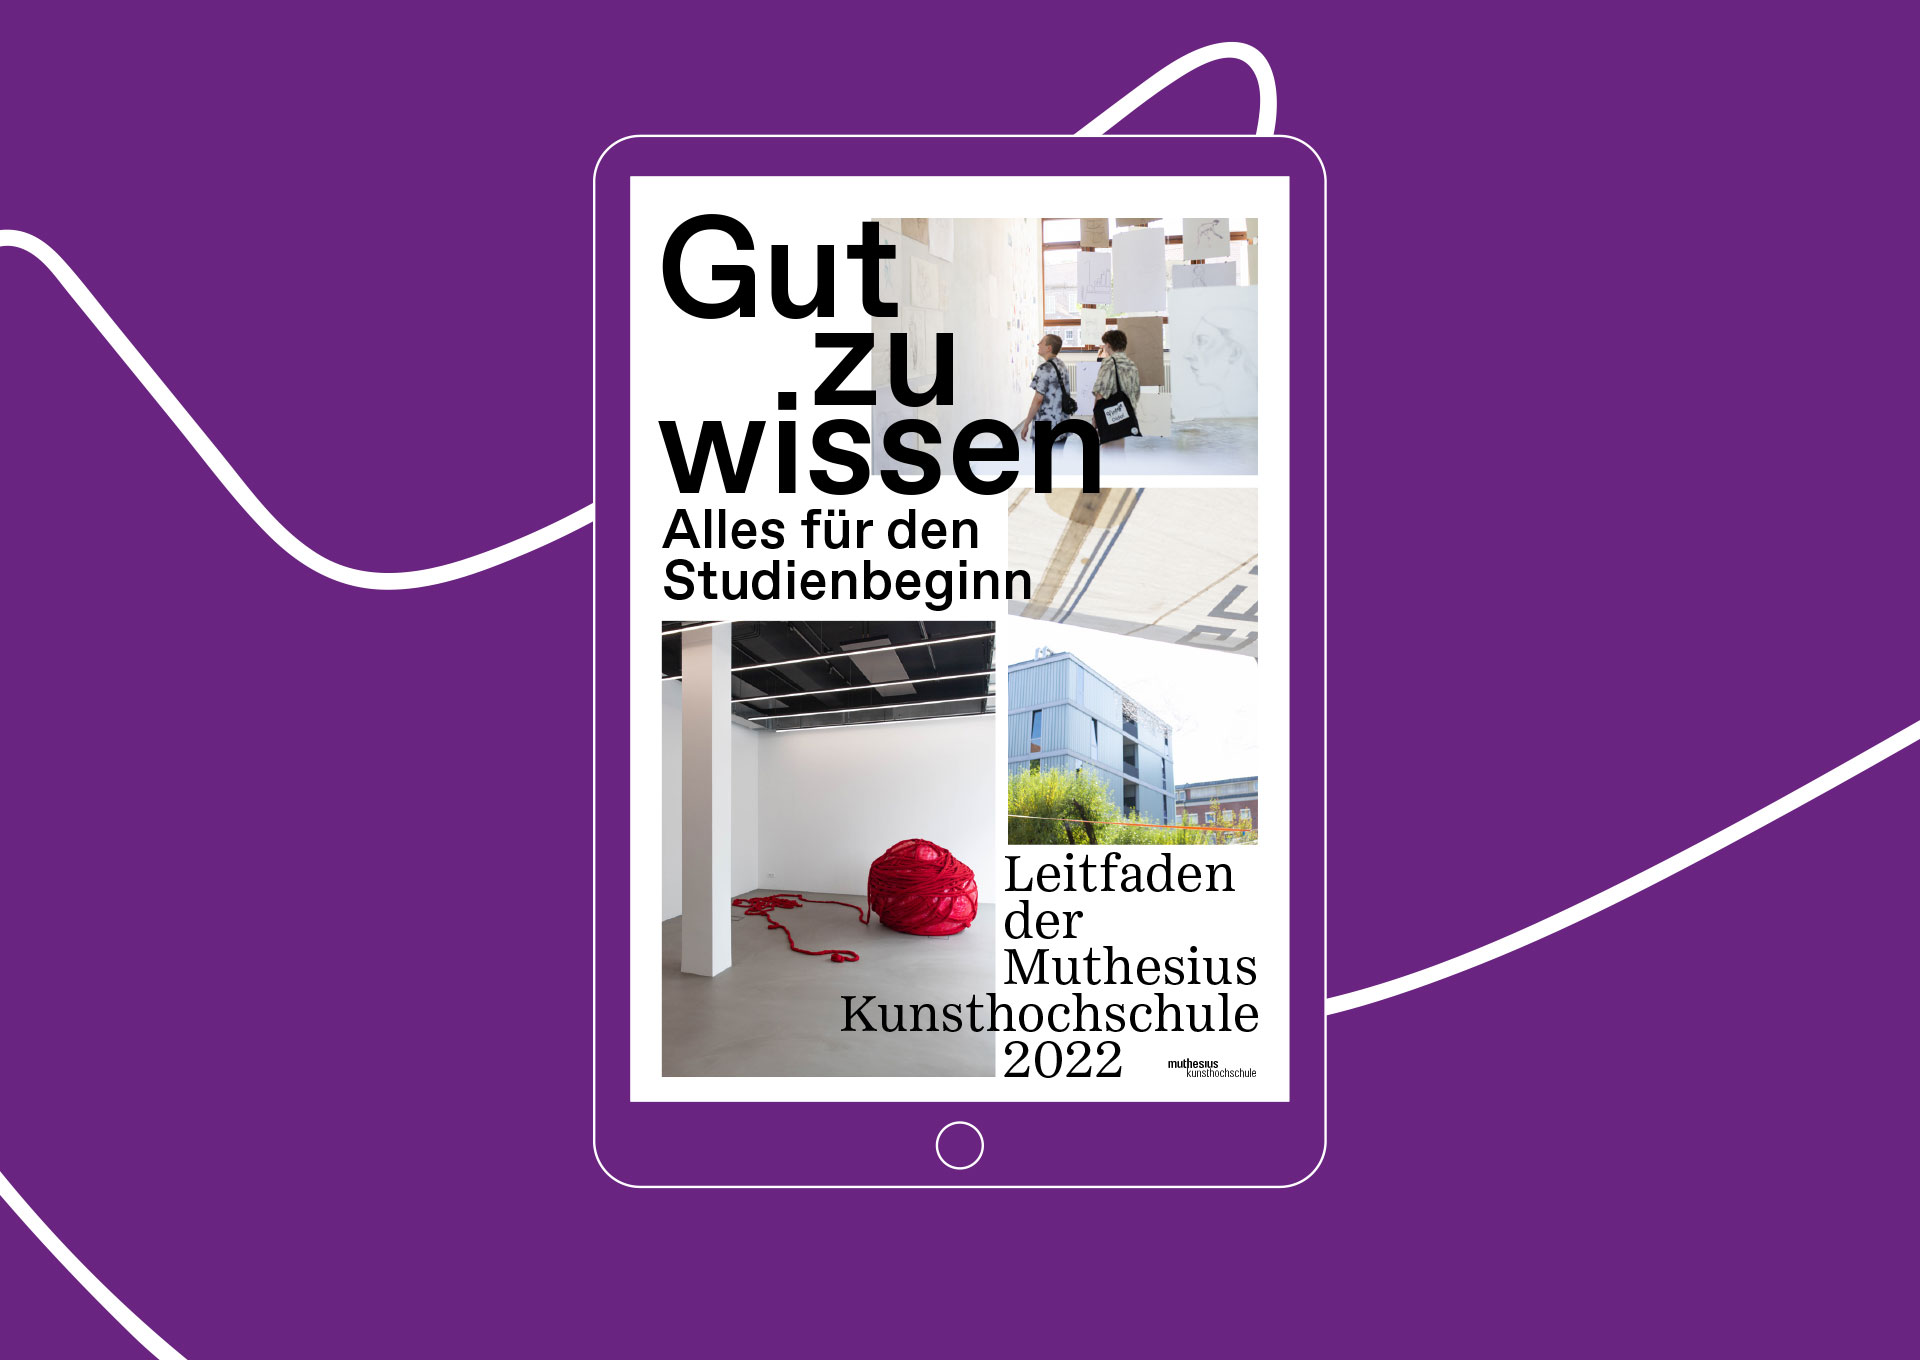 Gut
zu
wissen
Alles für den
Studienbeginn
Leitfaden
der
Muthesius
Kunsthochschule
2022
muthesius
kunsthochschule